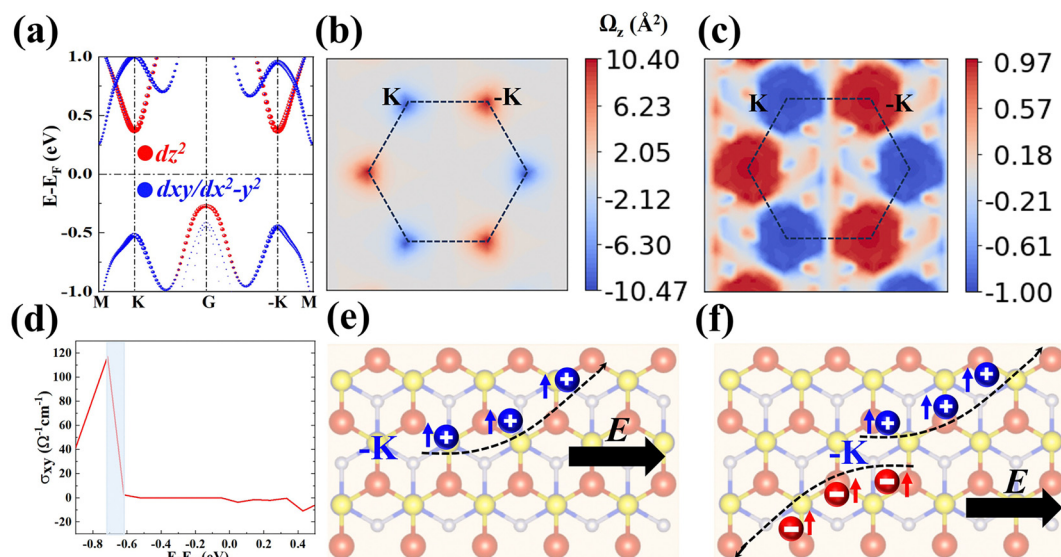 (a)
(b)
(c)
Ω_z (Å²)
1.0
0.5
0.0
-0.5
-1.0
E-E_F (eV)
dz²
dxy/dx²-y²
M K G -K M
K -K
10.40
6.23
2.05
-2.12
-6.30
-10.47
K -K
0.97
0.57
0.18
-0.21
-0.61
-1.00
(d)
(e)
(f)
σ_xy (Ω⁻¹cm⁻¹)
120
100
80
60
40
20
0
-20
-0.8 -0.6 -0.4 -0.2 0.0 0.2 0.4
-K
E
-K
E